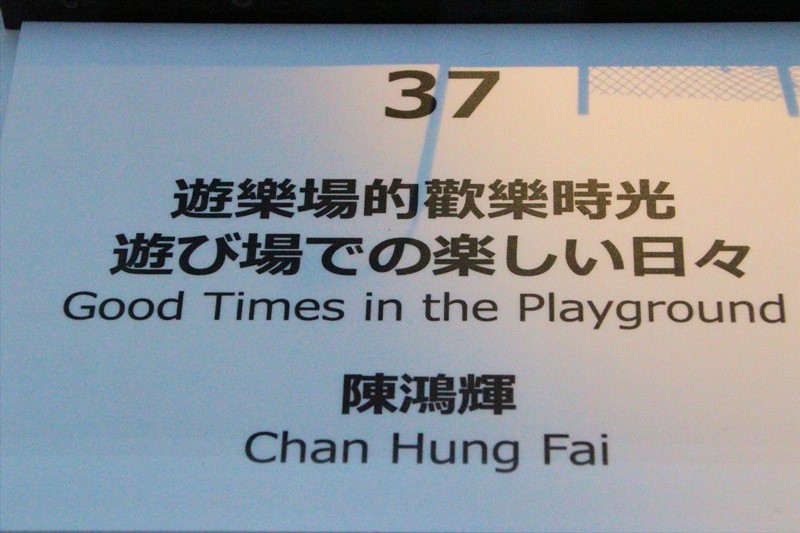 37
遊樂場的歡樂時光
遊び場での楽しい日々
Good Times in the Playground
陳鴻輝
Chan Hung Fai